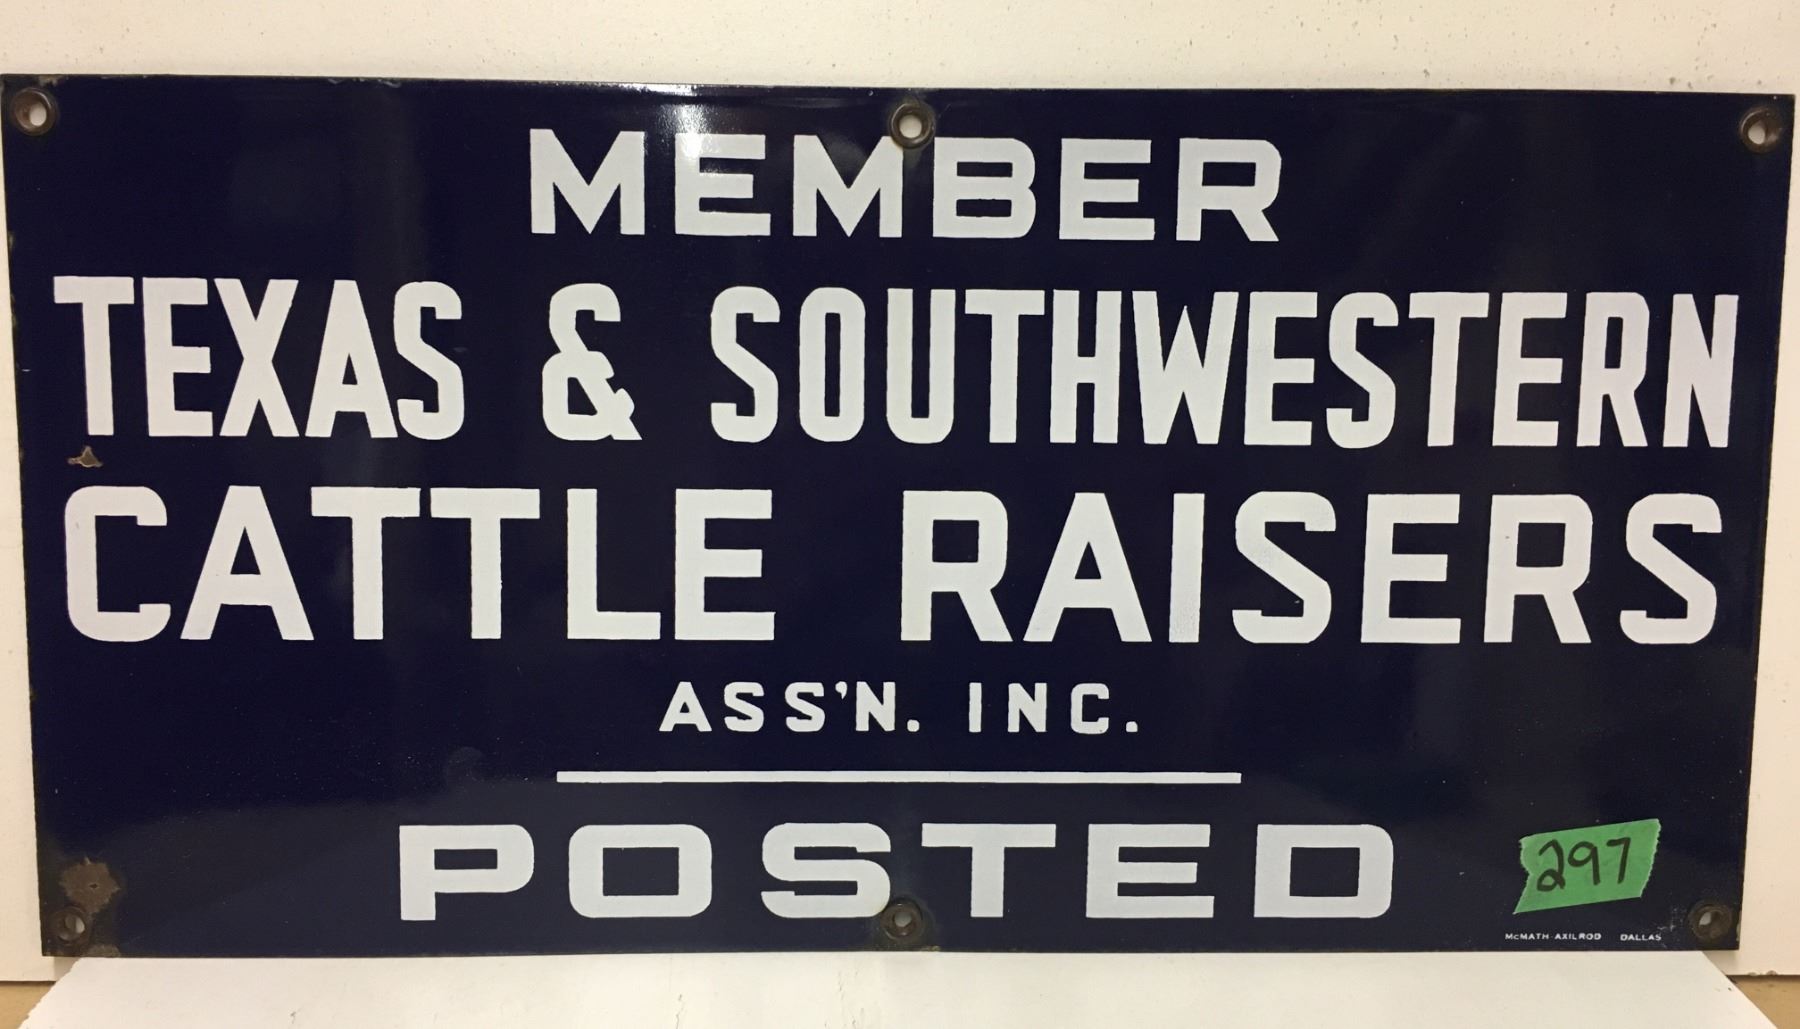 MEMBER
TEXAS & SOUTHWESTERN
CATTLE RAISERS
ASS'N. INC.
POSTED
297
McMATH-AXILROD DALLAS